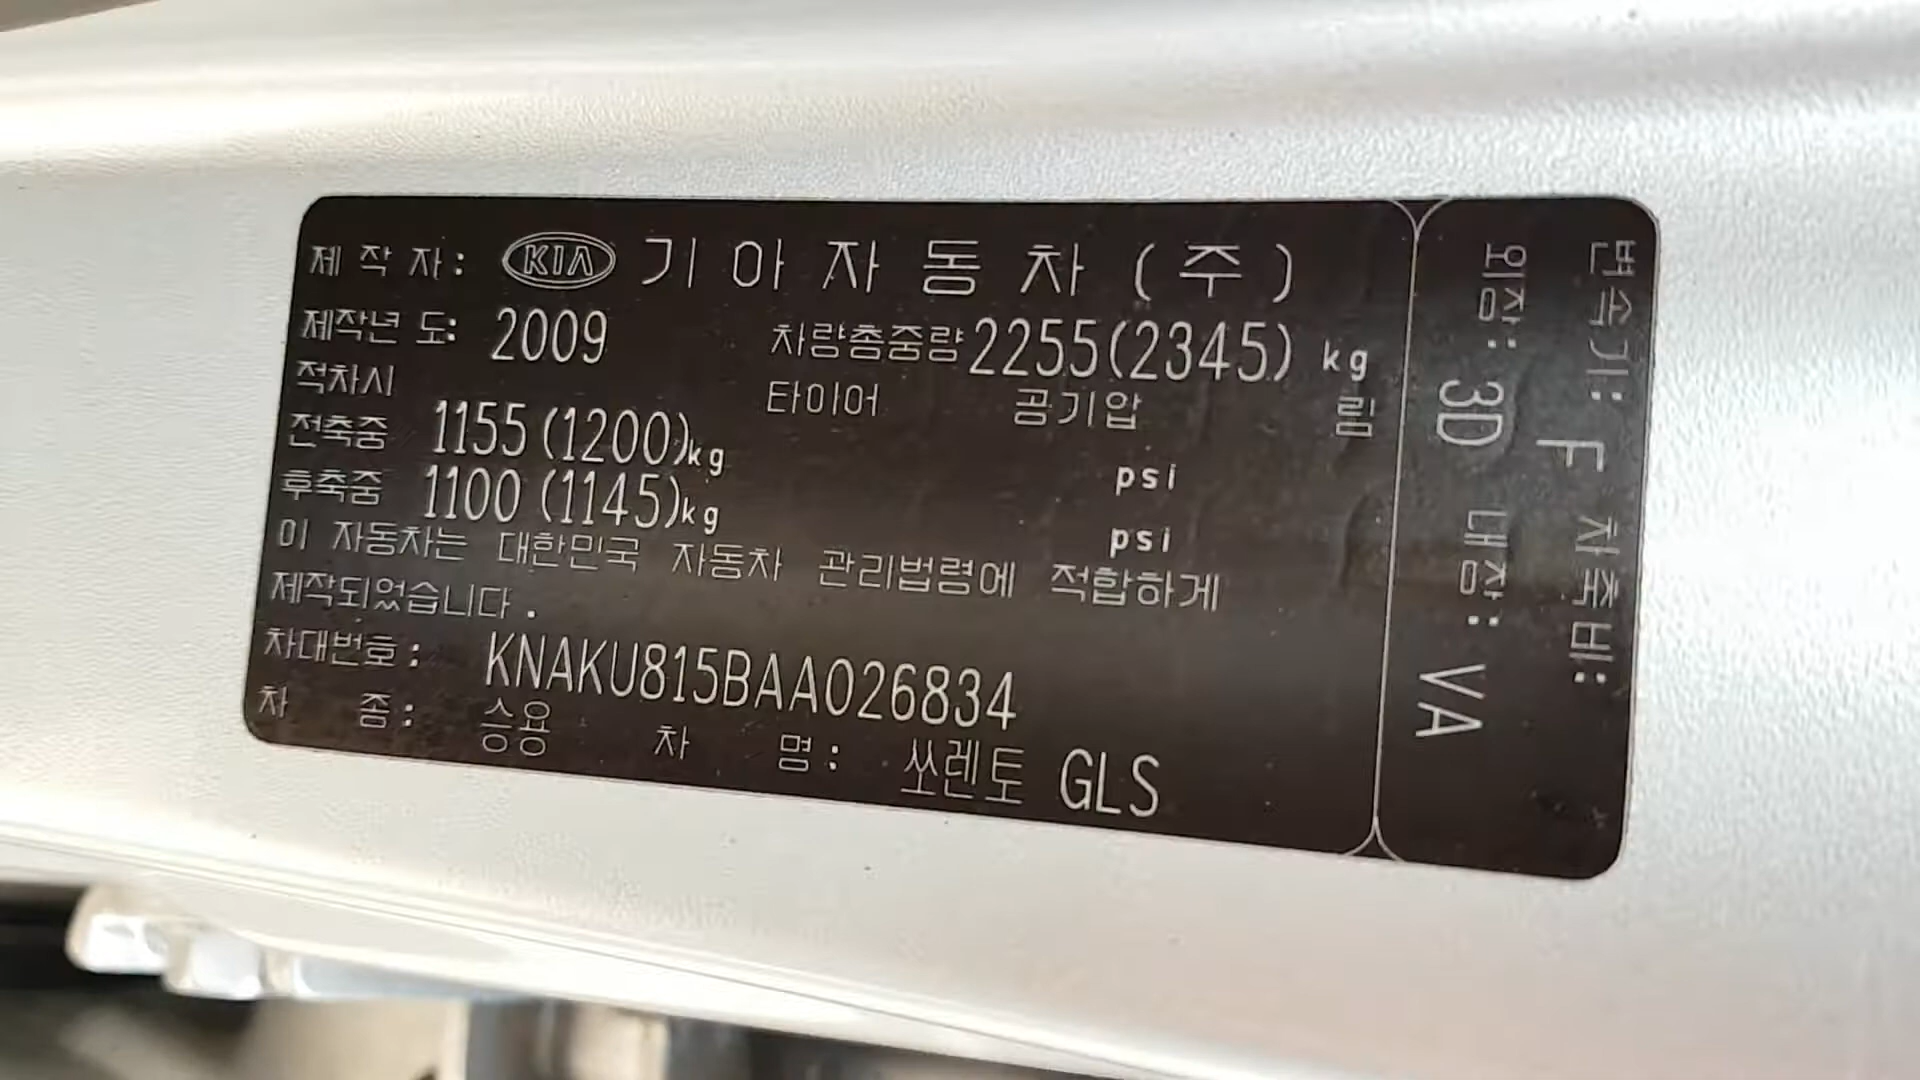 제 작 자: KIA 기 아 자 동 차 (주)
제작년 도: 2009 차량총중량 2255(2345) kg
적차시 타이어 공기압 림
전축중 1155 (1200)kg psi
후축중 1100 (1145)kg psi
이 자동차는 대한민국 자동차 관리법령에 적합하게
제작되었습니다.
차대번호: KNAKU815BAA026834
차 종: 승용 차 명: 쏘렌토 GLS
변속기: F 차축비:
외장: 3D 내장: VA